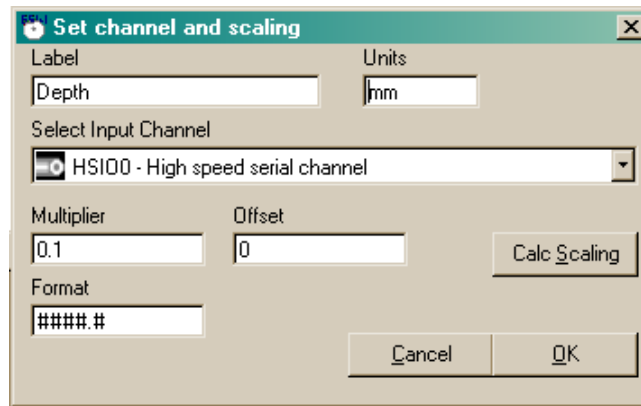 Set channel and scaling
Label Units
Depth mm
Select Input Channel
HSIO0 - High speed serial channel
Multiplier Offset
0.1 0
Calc Scaling
Format
####.#
Cancel OK